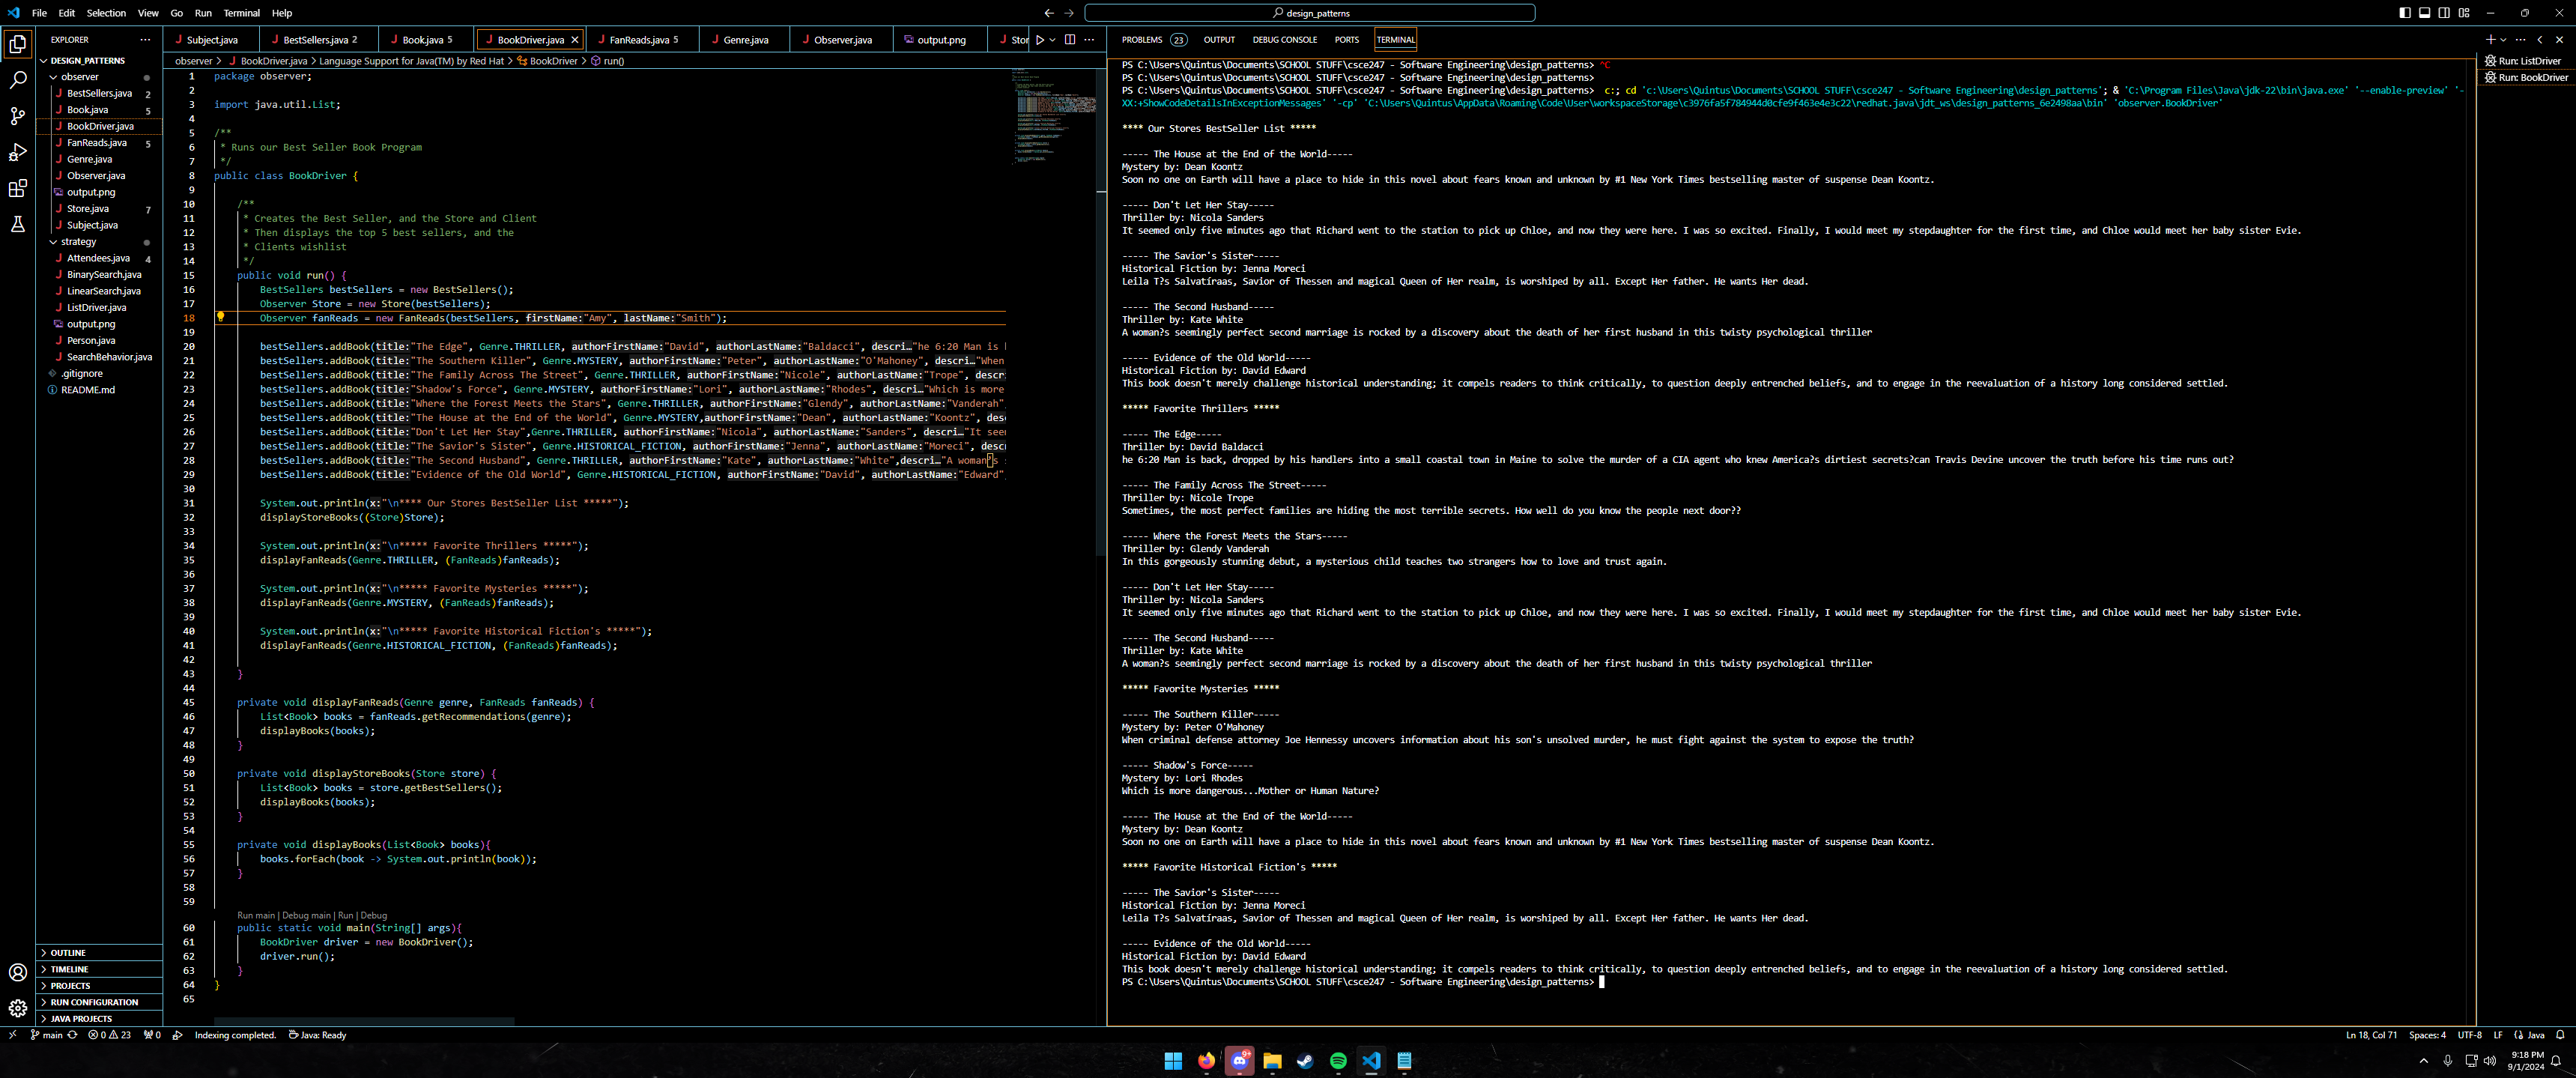 File Edit Selection View Go Run Terminal Help
design_patterns
EXPLORER
DESIGN_PATTERNS
observer
BestSellers.java 2
Book.java 5
BookDriver.java
FanReads.java 5
Genre.java
Observer.java
output.png
Store.java 7
Subject.java
strategy
Attendees.java 4
BinarySearch.java
LinearSearch.java
ListDriver.java
output.png
Person.java
SearchBehavior.java
.gitignore
README.md
OUTLINE
TIMELINE
PROJECTS
RUN CONFIGURATION
JAVA PROJECTS
Subject.java BestSellers.java 2 Book.java 5 BookDriver.java FanReads.java 5 Genre.java Observer.java output.png Stor
observer > BookDriver.java > Language Support for Java(TM) by Red Hat > BookDriver > run()
1 package observer;
2
3 import java.util.List;
4
5 /**
6 * Runs our Best Seller Book Program
7 */
8 public class BookDriver {
9
10 /**
11 * Creates the Best Seller, and the Store and Client
12 * Then displays the top 5 best sellers, and the
13 * Clients wishlist
14 */
15 public void run() {
16 BestSellers bestSellers = new BestSellers();
17 Observer Store = new Store(bestSellers);
18 Observer fanReads = new FanReads(bestSellers, firstName:"Amy", lastName:"Smith");
19
20 bestSellers.addBook(title:"The Edge", Genre.THRILLER, authorFirstName:"David", authorLastName:"Baldacci", descri…"he 6:20 Man is
21 bestSellers.addBook(title:"The Southern Killer", Genre.MYSTERY, authorFirstName:"Peter", authorLastName:"O'Mahoney", descri…"When
22 bestSellers.addBook(title:"The Family Across The Street", Genre.THRILLER, authorFirstName:"Nicole", authorLastName:"Trope", descri
23 bestSellers.addBook(title:"Shadow's Force", Genre.MYSTERY, authorFirstName:"Lori", authorLastName:"Rhodes", descri…"Which is more
24 bestSellers.addBook(title:"Where the Forest Meets the Stars", Genre.THRILLER, authorFirstName:"Glendy", authorLastName:"Vanderah"
25 bestSellers.addBook(title:"The House at the End of the World", Genre.MYSTERY,authorFirstName:"Dean", authorLastName:"Koontz", des
26 bestSellers.addBook(title:"Don't Let Her Stay",Genre.THRILLER, authorFirstName:"Nicola", authorLastName:"Sanders", descri…"It see
27 bestSellers.addBook(title:"The Savior's Sister", Genre.HISTORICAL_FICTION, authorFirstName:"Jenna", authorLastName:"Moreci", desc
28 bestSellers.addBook(title:"The Second Husband", Genre.THRILLER, authorFirstName:"Kate", authorLastName:"White",descri…"A woman's
29 bestSellers.addBook(title:"Evidence of the Old World", Genre.HISTORICAL_FICTION, authorFirstName:"David", authorLastName:"Edward"
30
31 System.out.println(x:"\n**** Our Stores BestSeller List *****");
32 displayStoreBooks((Store)Store);
33
34 System.out.println(x:"\n***** Favorite Thrillers *****");
35 displayFanReads(Genre.THRILLER, (FanReads)fanReads);
36
37 System.out.println(x:"\n***** Favorite Mysteries *****");
38 displayFanReads(Genre.MYSTERY, (FanReads)fanReads);
39
40 System.out.println(x:"\n***** Favorite Historical Fiction's *****");
41 displayFanReads(Genre.HISTORICAL_FICTION, (FanReads)fanReads);
42
43 }
44
45 private void displayFanReads(Genre genre, FanReads fanReads) {
46 List<Book> books = fanReads.getRecommendations(genre);
47 displayBooks(books);
48 }
49
50 private void displayStoreBooks(Store store) {
51 List<Book> books = store.getBestSellers();
52 displayBooks(books);
53 }
54
55 private void displayBooks(List<Book> books){
56 books.forEach(book -> System.out.println(book));
57 }
58
59
Run main | Debug main | Run | Debug
60 public static void main(String[] args){
61 BookDriver driver = new BookDriver();
62 driver.run();
63 }
64 }
65
PROBLEMS 23 OUTPUT DEBUG CONSOLE PORTS TERMINAL
Run: ListDriver
Run: BookDriver
PS C:\Users\Quintus\Documents\SCHOOL STUFF\csce247 - Software Engineering\design_patterns> ^C
PS C:\Users\Quintus\Documents\SCHOOL STUFF\csce247 - Software Engineering\design_patterns>
PS C:\Users\Quintus\Documents\SCHOOL STUFF\csce247 - Software Engineering\design_patterns> c:; cd 'c:\Users\Quintus\Documents\SCHOOL STUFF\csce247 - Software Engineering\design_patterns'; & 'C:\Program Files\Java\jdk-22\bin\java.exe' '--enable-preview' '-
XX:+ShowCodeDetailsInExceptionMessages' '-cp' 'C:\Users\Quintus\AppData\Roaming\Code\User\workspaceStorage\c3976fa5f784944d0cfe9f463e4e3c22\redhat.java\jdt_ws\design_patterns_6e2498aa\bin' 'observer.BookDriver'
**** Our Stores BestSeller List *****
----- The House at the End of the World-----
Mystery by: Dean Koontz
Soon no one on Earth will have a place to hide in this novel about fears known and unknown by #1 New York Times bestselling master of suspense Dean Koontz.
----- Don't Let Her Stay-----
Thriller by: Nicola Sanders
It seemed only five minutes ago that Richard went to the station to pick up Chloe, and now they were here. I was so excited. Finally, I would meet my stepdaughter for the first time, and Chloe would meet her baby sister Evie.
----- The Savior's Sister-----
Historical Fiction by: Jenna Moreci
Leila T?s Salvatíraas, Savior of Thessen and magical Queen of Her realm, is worshiped by all. Except Her father. He wants Her dead.
----- The Second Husband-----
Thriller by: Kate White
A woman?s seemingly perfect second marriage is rocked by a discovery about the death of her first husband in this twisty psychological thriller
----- Evidence of the Old World-----
Historical Fiction by: David Edward
This book doesn't merely challenge historical understanding; it compels readers to think critically, to question deeply entrenched beliefs, and to engage in the reevaluation of a history long considered settled.
***** Favorite Thrillers *****
----- The Edge-----
Thriller by: David Baldacci
he 6:20 Man is back, dropped by his handlers into a small coastal town in Maine to solve the murder of a CIA agent who knew America?s dirtiest secrets?can Travis Devine uncover the truth before his time runs out?
----- The Family Across The Street-----
Thriller by: Nicole Trope
Sometimes, the most perfect families are hiding the most terrible secrets. How well do you know the people next door??
----- Where the Forest Meets the Stars-----
Thriller by: Glendy Vanderah
In this gorgeously stunning debut, a mysterious child teaches two strangers how to love and trust again.
----- Don't Let Her Stay-----
Thriller by: Nicola Sanders
It seemed only five minutes ago that Richard went to the station to pick up Chloe, and now they were here. I was so excited. Finally, I would meet my stepdaughter for the first time, and Chloe would meet her baby sister Evie.
----- The Second Husband-----
Thriller by: Kate White
A woman?s seemingly perfect second marriage is rocked by a discovery about the death of her first husband in this twisty psychological thriller
***** Favorite Mysteries *****
----- The Southern Killer-----
Mystery by: Peter O'Mahoney
When criminal defense attorney Joe Hennessy uncovers information about his son's unsolved murder, he must fight against the system to expose the truth?
----- Shadow's Force-----
Mystery by: Lori Rhodes
Which is more dangerous...Mother or Human Nature?
----- The House at the End of the World-----
Mystery by: Dean Koontz
Soon no one on Earth will have a place to hide in this novel about fears known and unknown by #1 New York Times bestselling master of suspense Dean Koontz.
***** Favorite Historical Fiction's *****
----- The Savior's Sister-----
Historical Fiction by: Jenna Moreci
Leila T?s Salvatíraas, Savior of Thessen and magical Queen of Her realm, is worshiped by all. Except Her father. He wants Her dead.
----- Evidence of the Old World-----
Historical Fiction by: David Edward
This book doesn't merely challenge historical understanding; it compels readers to think critically, to question deeply entrenched beliefs, and to engage in the reevaluation of a history long considered settled.
PS C:\Users\Quintus\Documents\SCHOOL STUFF\csce247 - Software Engineering\design_patterns>
main 0 23 0 Indexing completed. Java: Ready
Ln 18, Col 71 Spaces: 4 UTF-8 LF Java
9:18 PM
9/1/2024